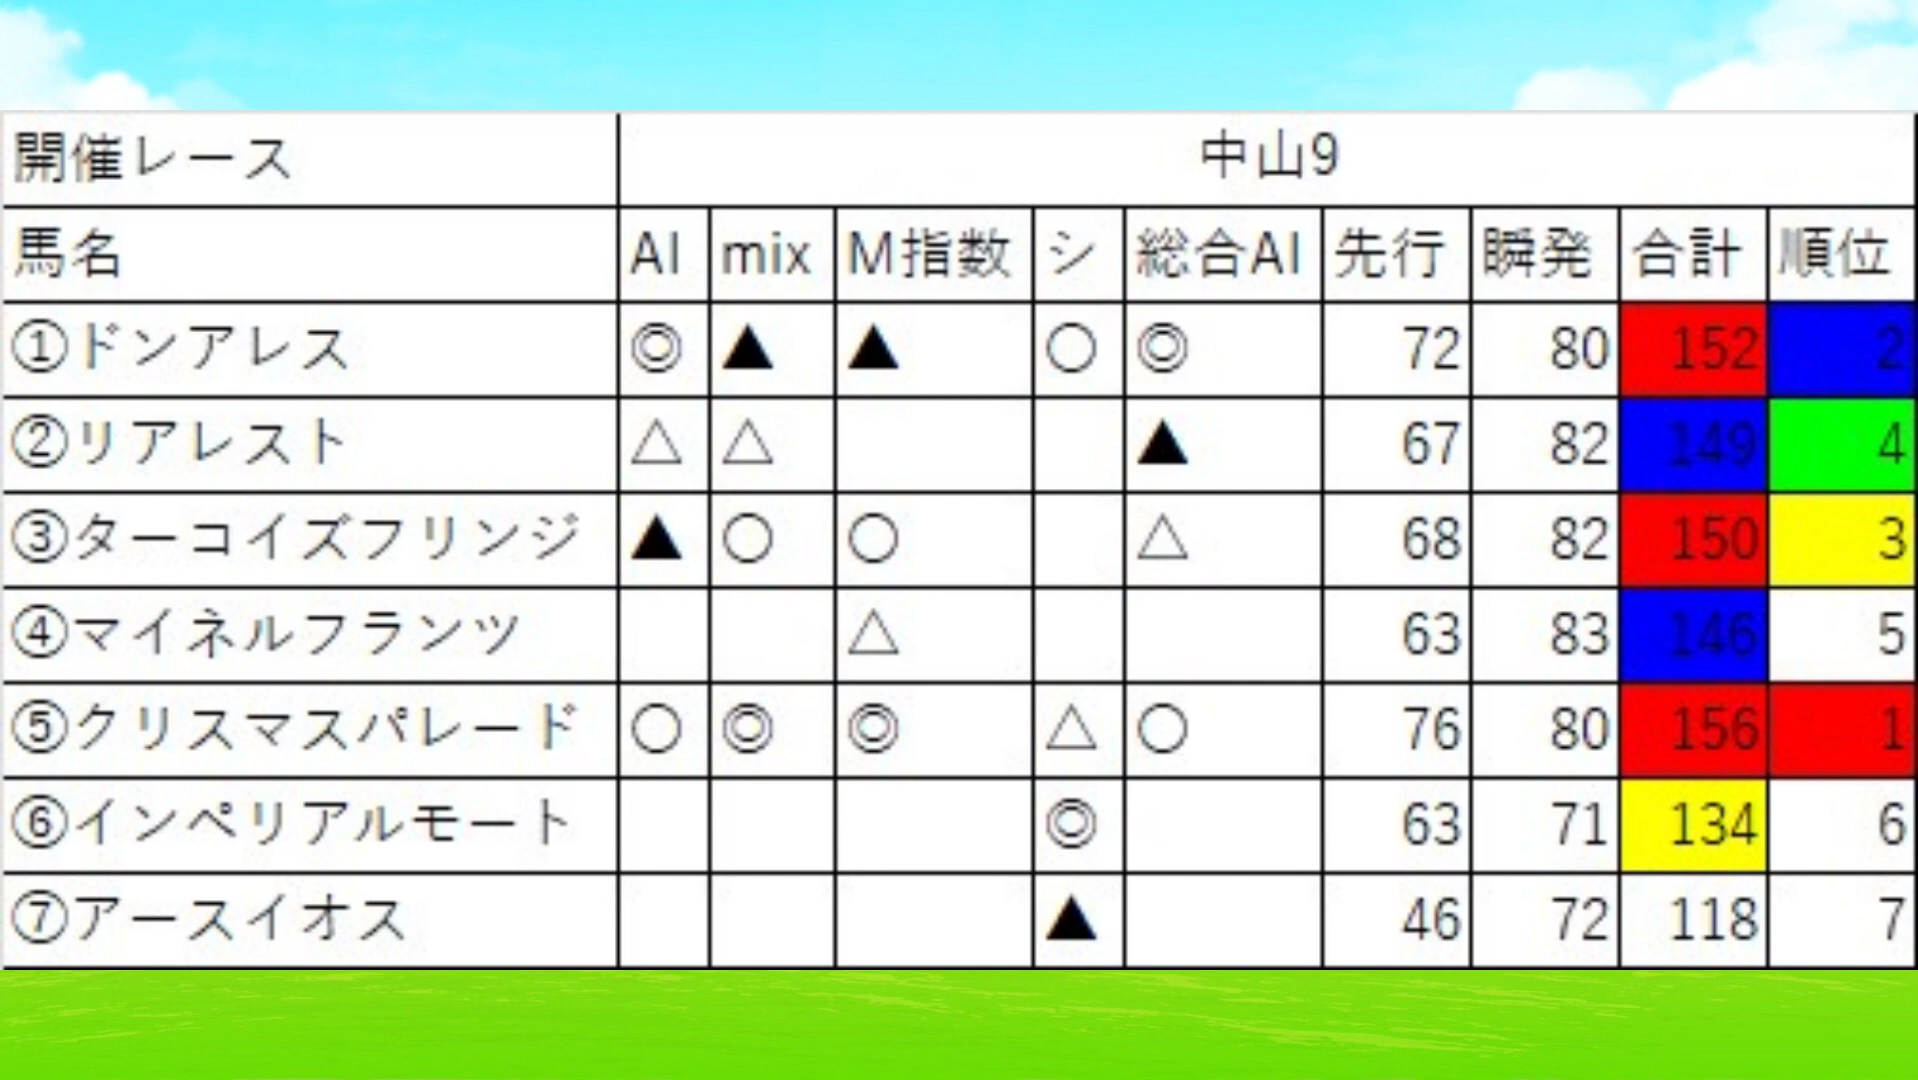 開催レース 中山9
馬名 AI mix M指数 シ 総合AI 先行 瞬発 合計 順位
①ドンアレス ◎ ▲ ▲ ○ ◎ 72 80 152 2
②リアレスト △ △ ▲ 67 82 149 4
③ターコイズフリンジ ▲ ○ ○ △ 68 82 150 3
④マイネルフランツ △ 63 83 146 5
⑤クリスマスパレード ○ ◎ ◎ △ ○ 76 80 156 1
⑥インペリアルモート ◎ 63 71 134 6
⑦アースイオス ▲ 46 72 118 7